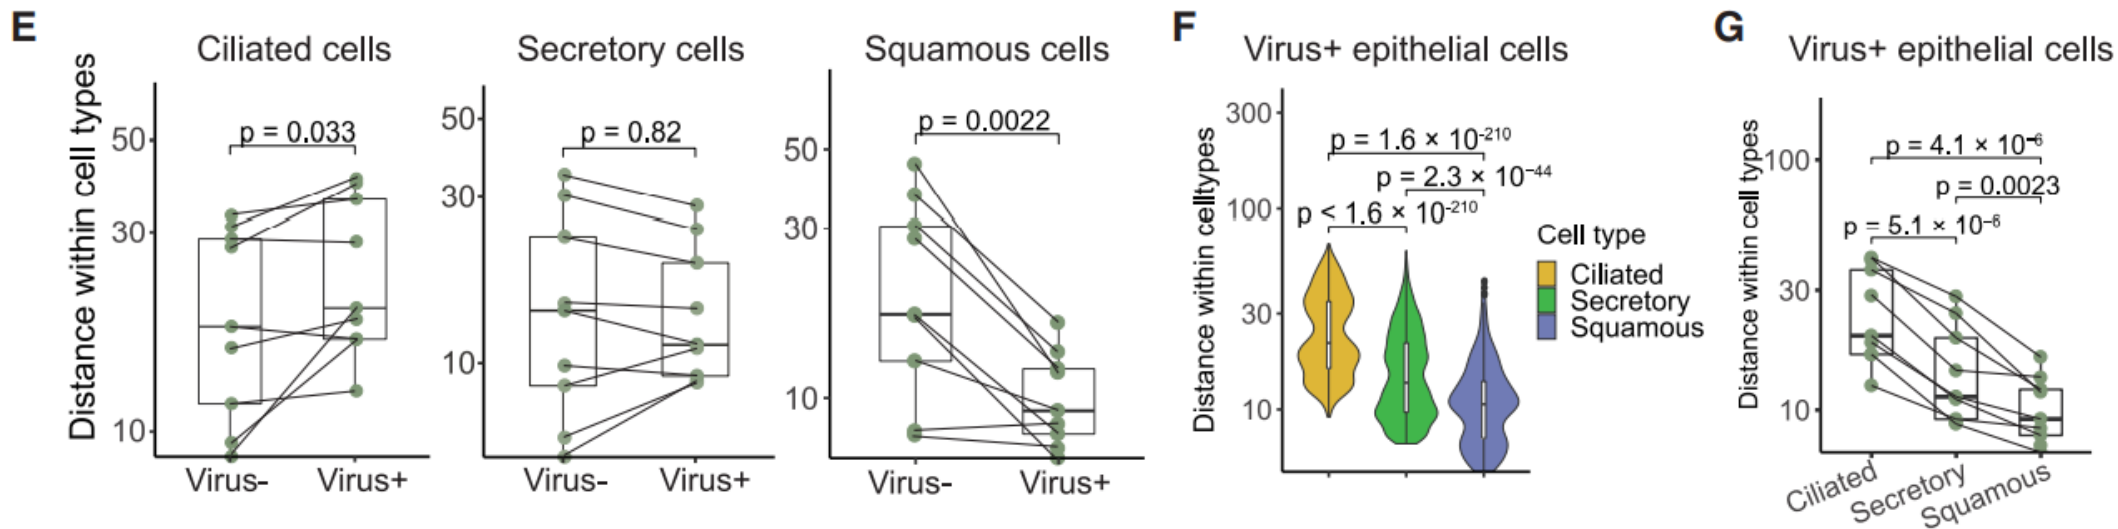 E
Ciliated cells
Secretory cells
Squamous cells
Distance within cell types
50
30
10
p = 0.033
Virus-
Virus+
50
30
10
p = 0.82
Virus-
Virus+
50
30
10
p = 0.0022
Virus-
Virus+
F
Virus+ epithelial cells
Distance within celltypes
300
100
30
10
p = 1.6 × 10⁻²¹⁰
p = 2.3 × 10⁻⁴⁴
p < 1.6 × 10⁻²¹⁰
Cell type
Ciliated
Secretory
Squamous
G
Virus+ epithelial cells
Distance within cell types
100
30
10
p = 4.1 × 10⁻⁶
p = 0.0023
p = 5.1 × 10⁻⁶
Ciliated
Secretory
Squamous